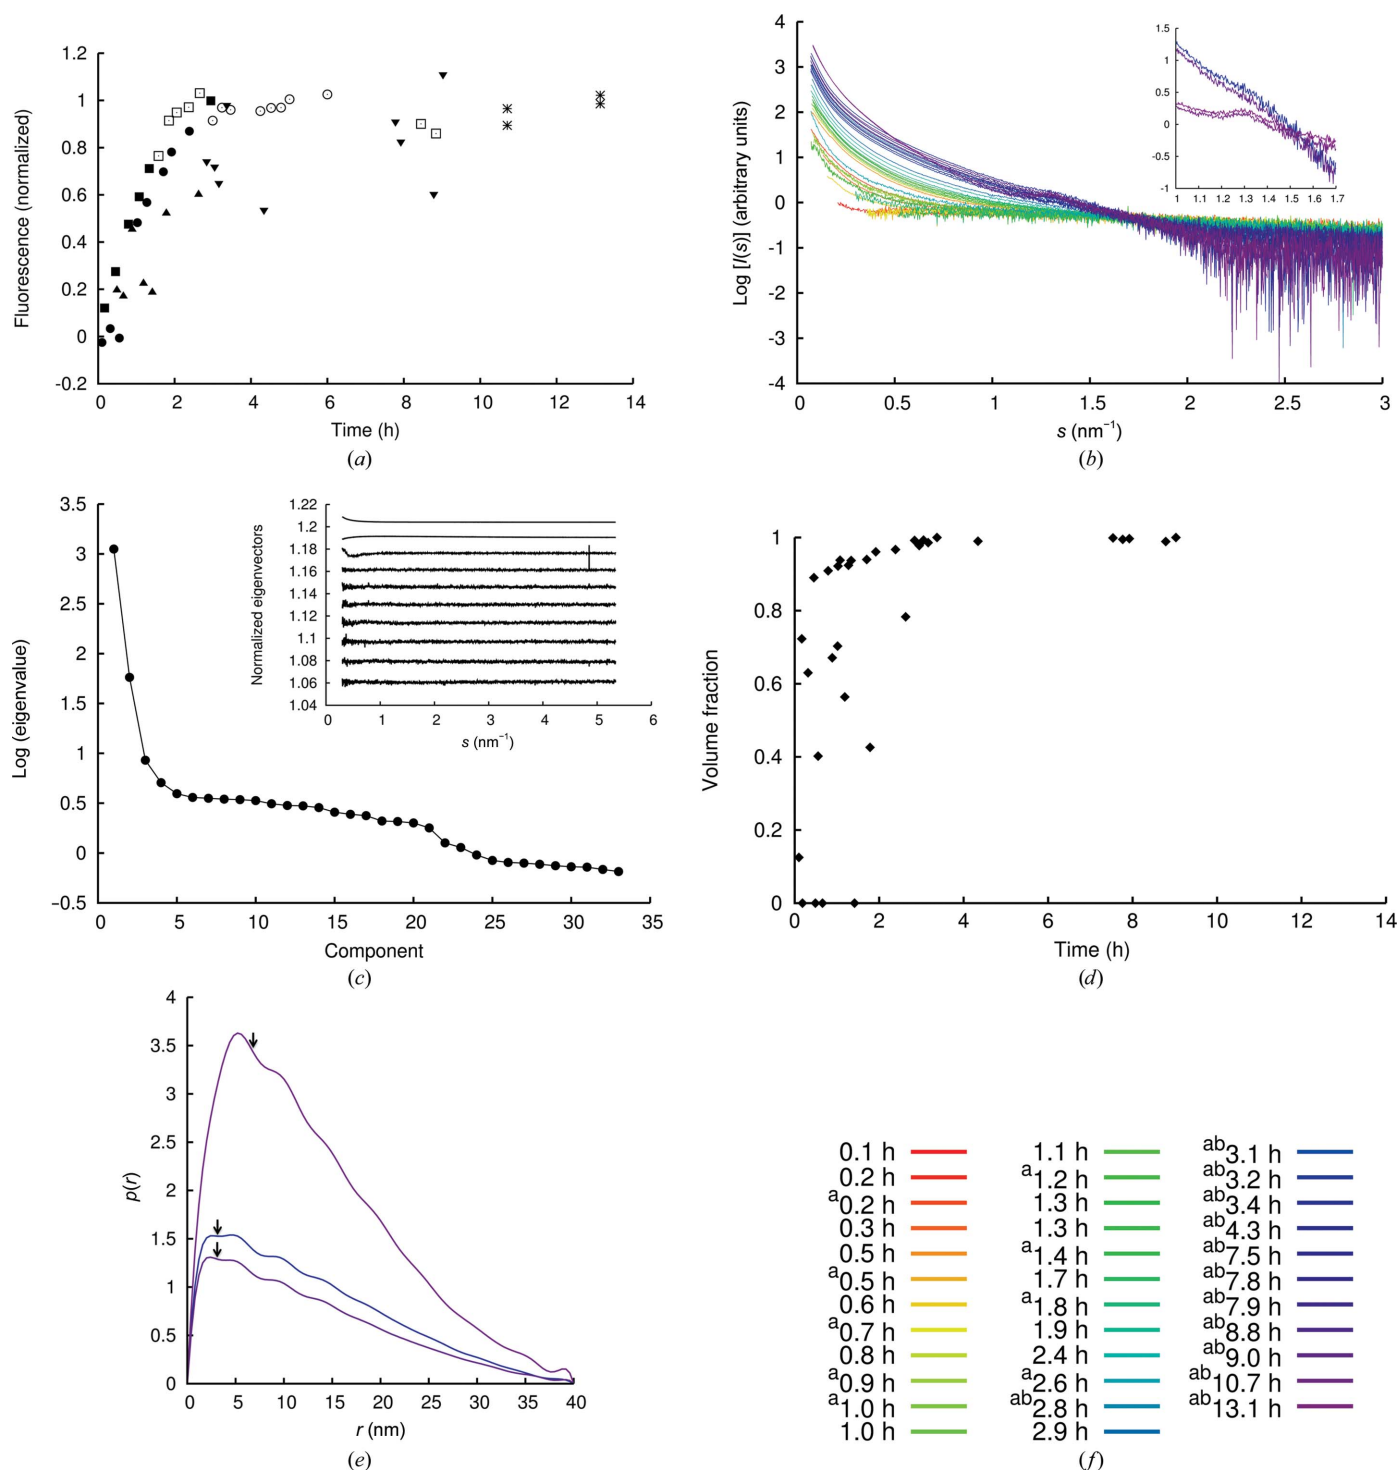 1.2
1
0.8
0.6
0.4
0.2
0
-0.2
0 2 4 6 8 10 12 14
Fluorescence (normalized)
Time (h)
(a)
4
3
2
1
0
-1
-2
-3
-4
0 0.5 1 1.5 2 2.5 3
Log [I(s)] (arbitrary units)
s (nm⁻¹)
1.5
1
0.5
0
-0.5
-1
1 1.1 1.2 1.3 1.4 1.5 1.6 1.7
(b)
3.5
3
2.5
2
1.5
1
0.5
0
−0.5
0 5 10 15 20 25 30 35
Log (eigenvalue)
Component
1.22
1.2
1.18
1.16
1.14
1.12
1.1
1.08
1.06
1.04
0 1 2 3 4 5 6
Normalized eigenvectors
s (nm⁻¹)
(c)
1
0.8
0.6
0.4
0.2
0
0 2 4 6 8 10 12 14
Volume fraction
Time (h)
(d)
4
3.5
3
2.5
2
1.5
1
0.5
0
0 5 10 15 20 25 30 35 40
p(r)
r (nm)
(e)
0.1 h
0.2 h
ᵃ0.2 h
0.3 h
0.5 h
ᵃ0.5 h
0.6 h
ᵃ0.7 h
0.8 h
ᵃ0.9 h
ᵃ1.0 h
1.0 h
1.1 h
ᵃ1.2 h
1.3 h
1.3 h
ᵃ1.4 h
1.7 h
ᵃ1.8 h
1.9 h
2.4 h
ᵃ2.6 h
ᵃᵇ2.8 h
2.9 h
ᵃᵇ3.1 h
ᵃᵇ3.2 h
ᵃᵇ3.4 h
ᵃᵇ4.3 h
ᵃᵇ7.5 h
ᵃᵇ7.8 h
ᵃᵇ7.9 h
ᵃᵇ8.8 h
ᵃᵇ9.0 h
ᵃᵇ10.7 h
ᵃᵇ13.1 h
(f)